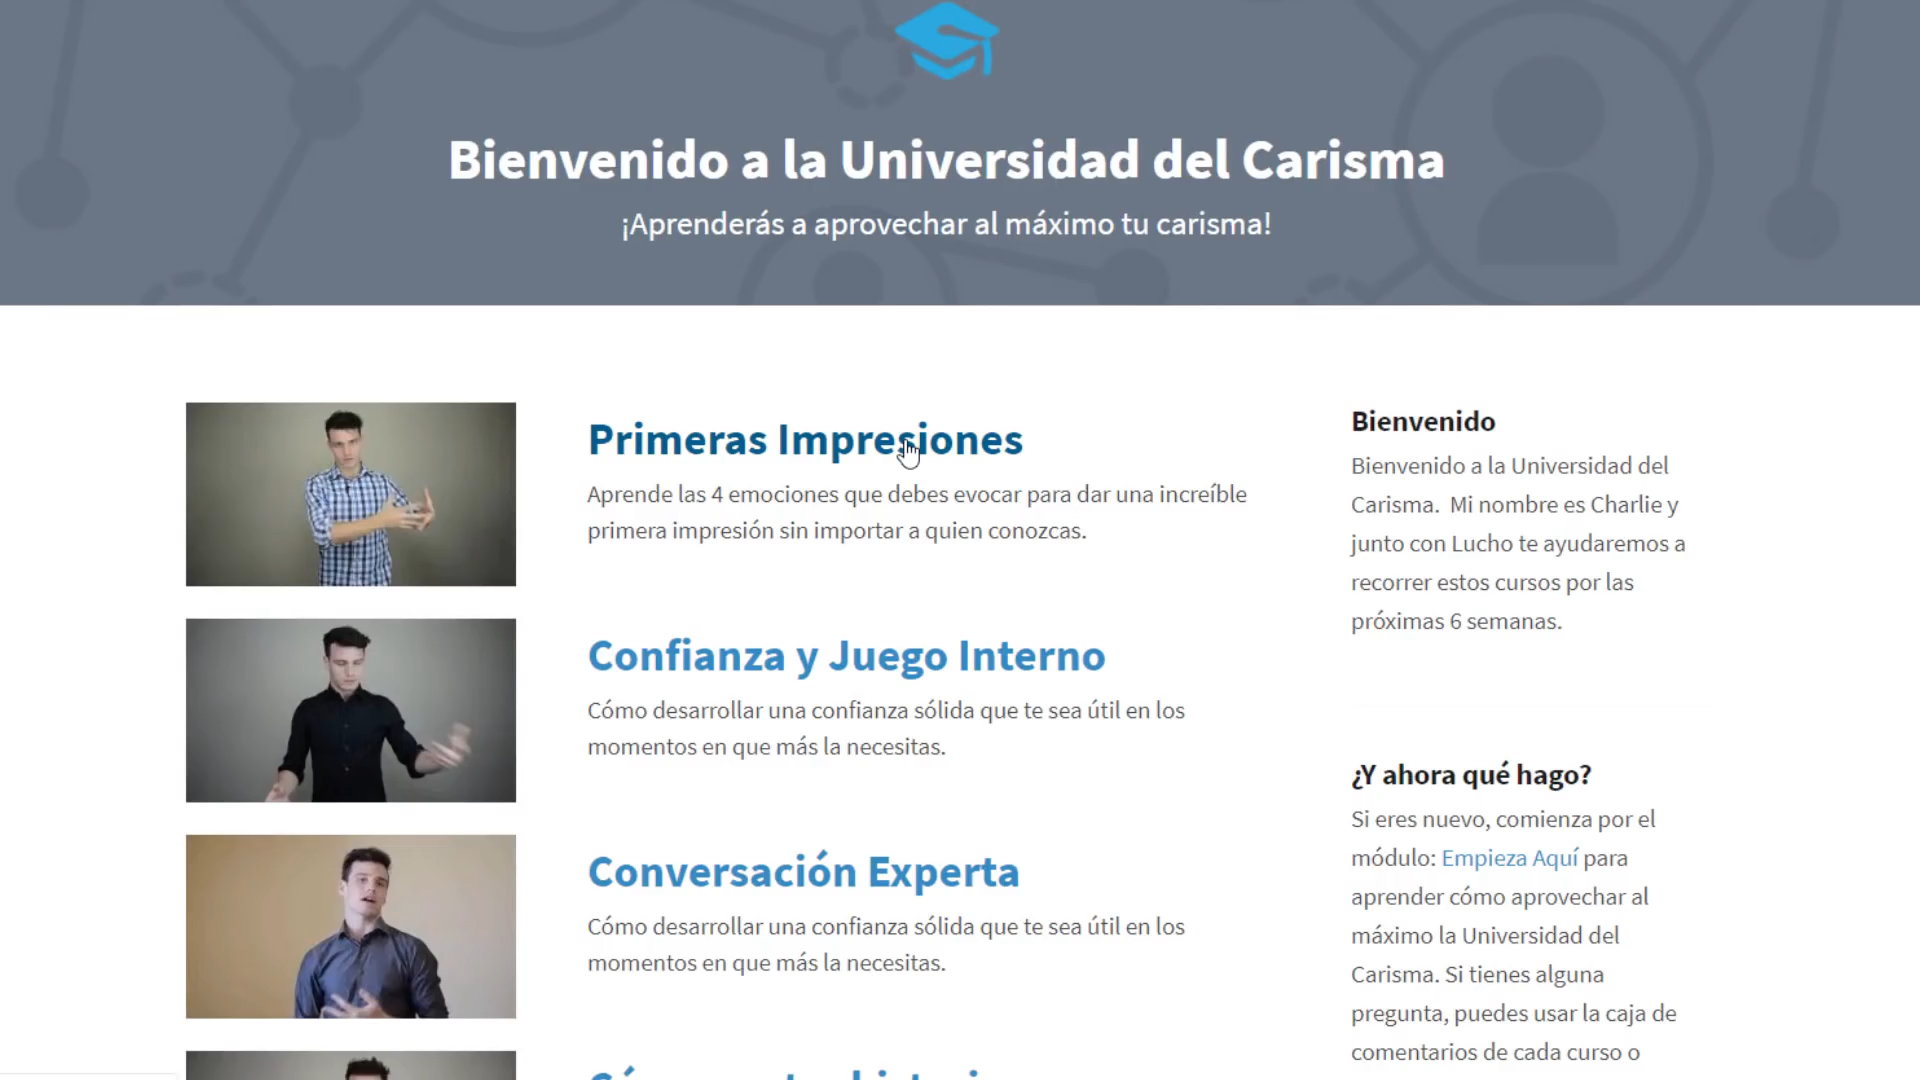 Bienvenido a la Universidad del Carisma
¡Aprenderás a aprovechar al máximo tu carisma!
Primeras Impresiones
Aprende las 4 emociones que debes evocar para dar una increíble
primera impresión sin importar a quien conozcas.
Confianza y Juego Interno
Cómo desarrollar una confianza sólida que te sea útil en los
momentos en que más la necesitas.
Conversación Experta
Cómo desarrollar una confianza sólida que te sea útil en los
momentos en que más la necesitas.
Bienvenido
Bienvenido a la Universidad del
Carisma. Mi nombre es Charlie y
junto con Lucho te ayudaremos a
recorrer estos cursos por las
próximas 6 semanas.
¿Y ahora qué hago?
Si eres nuevo, comienza por el
módulo: Empieza Aquí para
aprender cómo aprovechar al
máximo la Universidad del
Carisma. Si tienes alguna
pregunta, puedes usar la caja de
comentarios de cada curso o